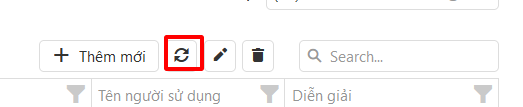 Thêm mới
Search...
Tên người sử dụng
Diễn giải